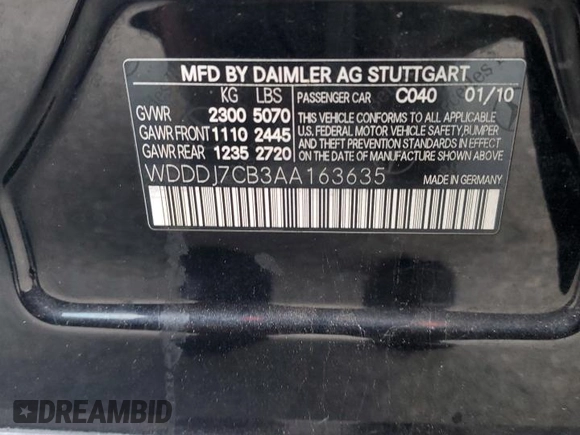 MFD BY DAIMLER AG STUTTGART
KG LBS PASSENGER CAR C040 01/10
GVWR 2300 5070
GAWR FRONT 1110 2445
GAWR REAR 1235 2720
THIS VEHICLE CONFORMS TO ALL APPLICABLE
U.S. FEDERAL MOTOR VEHICLE SAFETY, BUMPER
AND THEFT PREVENTION STANDARDS IN EFFECT
ON THE DATE OF MANUFACTURE SHOWN ABOVE.
WDDDJ7CB3AA163635 MADE IN GERMANY
DREAMBID